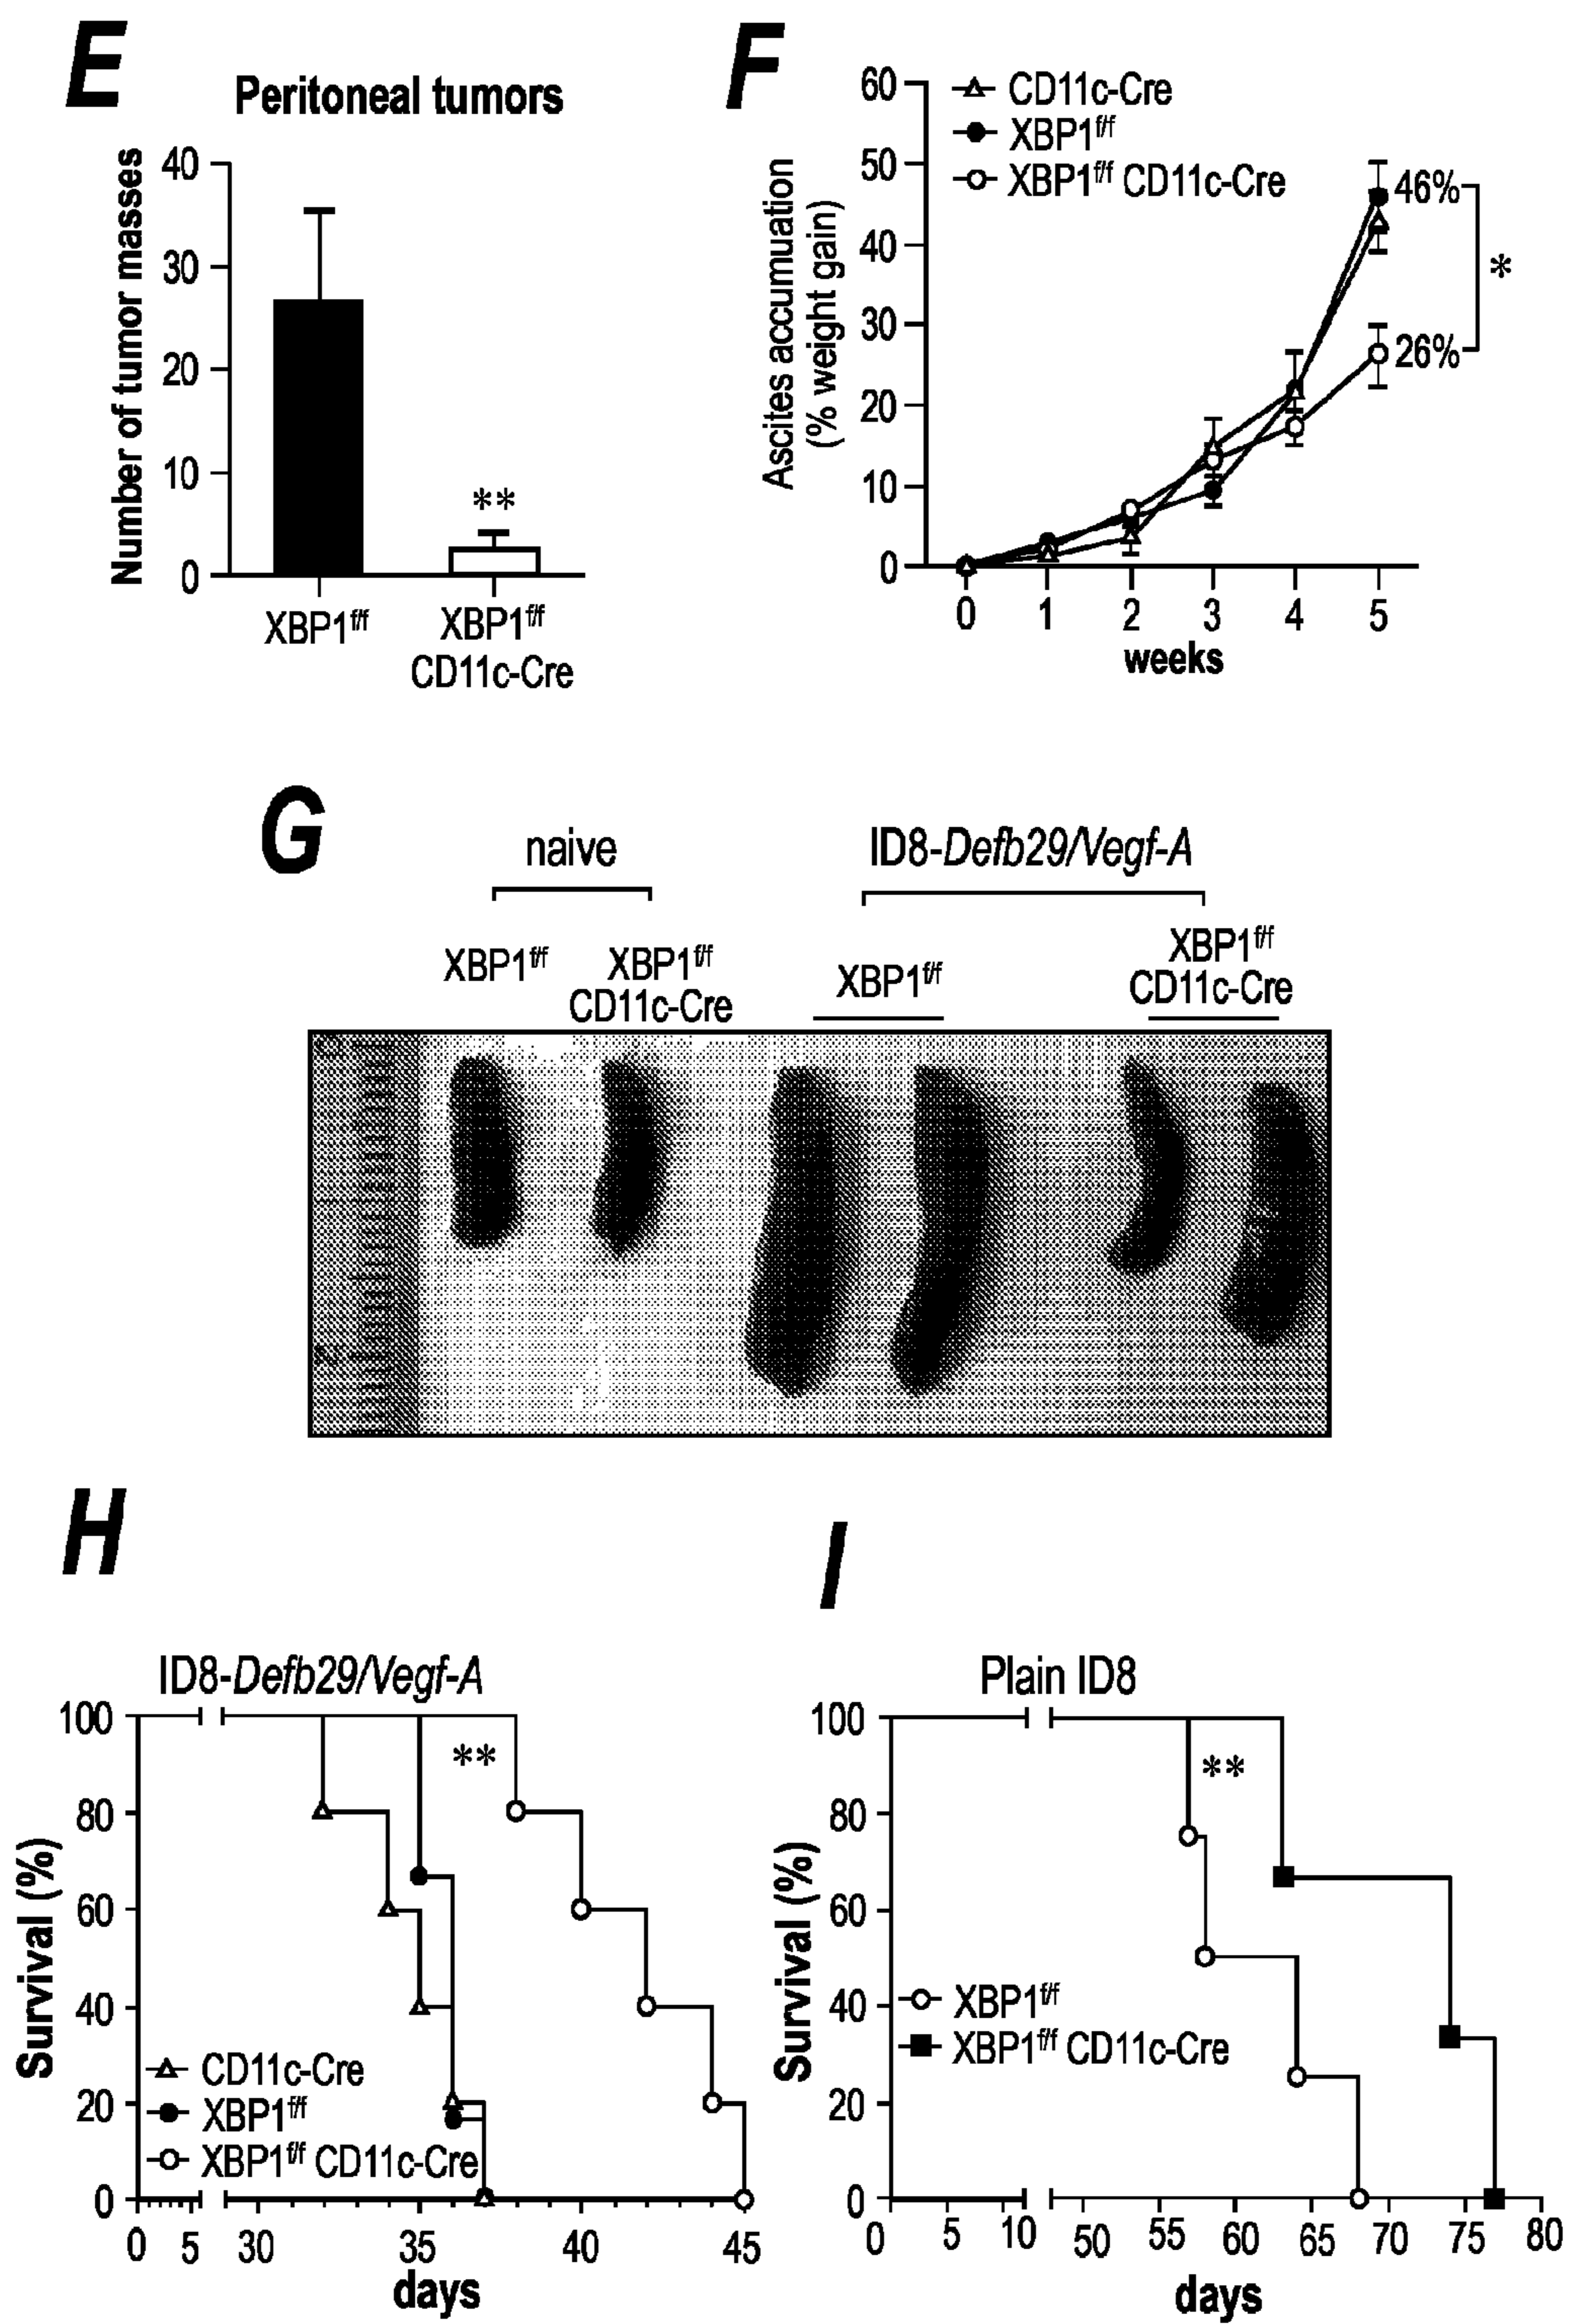 E
Peritoneal tumors
Number of tumor masses
40
30
20
10
0
**
XBP1f/f
XBP1f/f
CD11c-Cre
F
Ascites accumuation
(% weight gain)
60
50
40
30
20
10
0
CD11c-Cre
XBP1f/f
XBP1f/f CD11c-Cre
46%
*
26%
0 1 2 3 4 5
weeks
G
naive
ID8-Defb29/Vegf-A
XBP1f/f
XBP1f/f
CD11c-Cre
XBP1f/f
XBP1f/f
CD11c-Cre
H
ID8-Defb29/Vegf-A
Survival (%)
100
80
60
40
20
0
**
CD11c-Cre
XBP1f/f
XBP1f/f CD11c-Cre
0 5 30 35 40 45
days
I
Plain ID8
Survival (%)
100
80
60
40
20
0
**
XBP1f/f
XBP1f/f CD11c-Cre
0 5 10 50 55 60 65 70 75 80
days